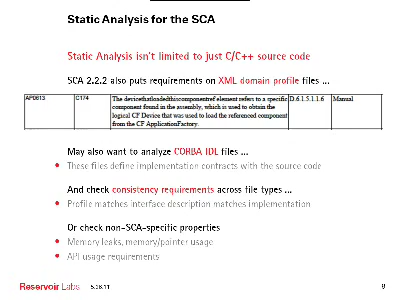 Static Analysis for the SCA
Static Analysis isn't limited to just C/C++ source code
SCA 2.2.2 also puts requirements on XML domain profile files ...
AP0613 C174 The devicethatloadedthiscomponentref element refers to a specific D.6.1.5.1.1.6 Manual
component found in the assembly, which is used to obtain the
logical CF Device that was used to load the referenced component
from the CF ApplicationFactory.
May also want to analyze CORBA IDL files ...
• These files define implementation contracts with the source code
And check consistency requirements across file types ...
• Profile matches interface description matches implementation
Or check non-SCA-specific properties
• Memory leaks, memory/pointer usage
• API usage requirements
Reservoir Labs 5.26.11 9